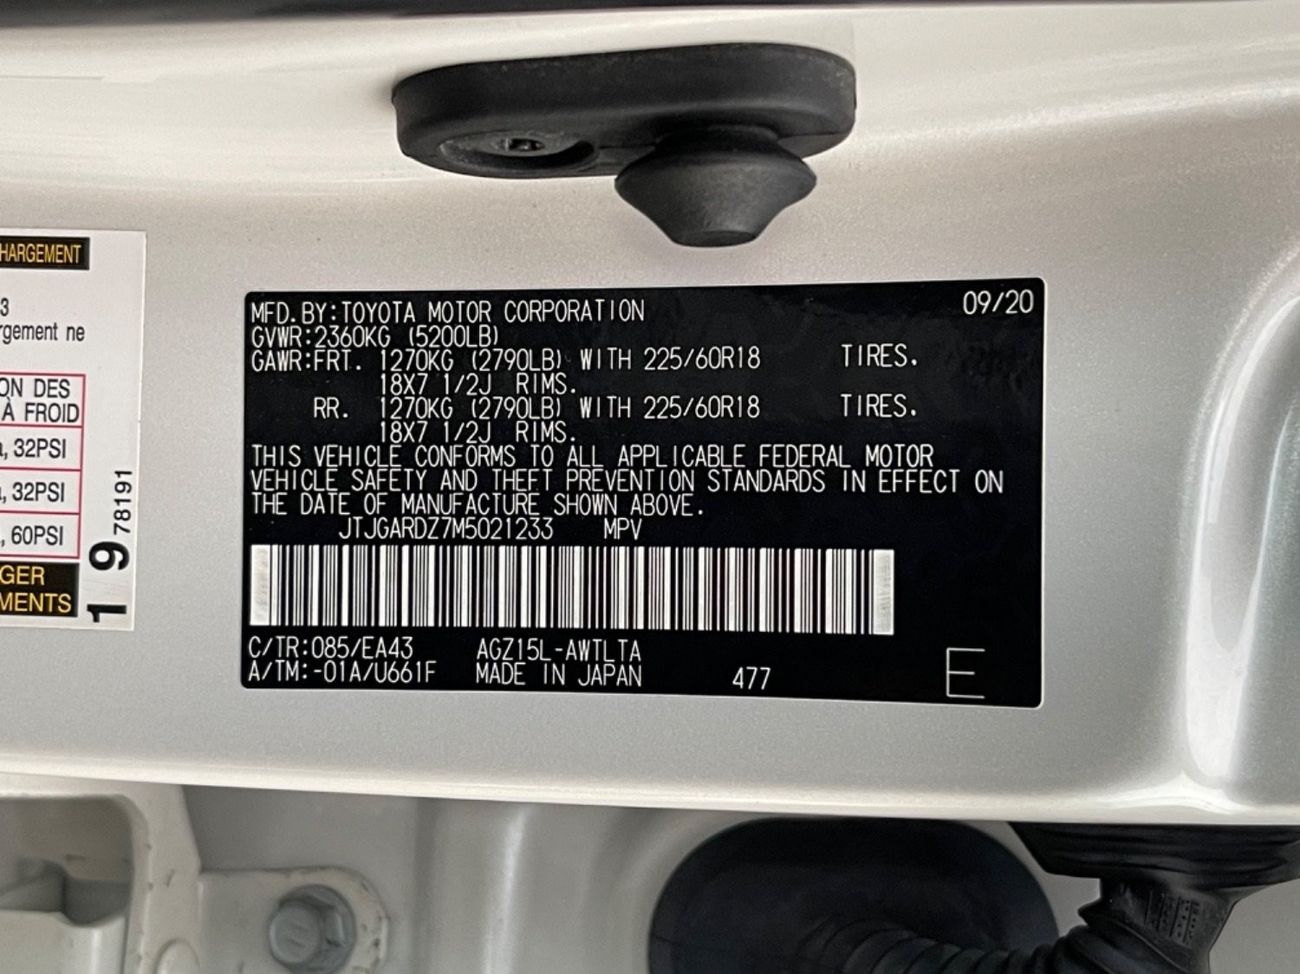 HARGEMENT
3
rgement ne
ON DES
À FROID
, 32PSI
, 32PSI
, 60PSI
GER
MENTS
19
78191
MFD.BY:TOYOTA MOTOR CORPORATION 09/20
GVWR:2360KG (5200LB)
GAWR:FRT. 1270KG (2790LB) WITH 225/60R18 TIRES.
18X7 1/2J RIMS.
RR. 1270KG (2790LB) WITH 225/60R18 TIRES.
18X7 1/2J RIMS.
THIS VEHICLE CONFORMS TO ALL APPLICABLE FEDERAL MOTOR
VEHICLE SAFETY AND THEFT PREVENTION STANDARDS IN EFFECT ON
THE DATE OF MANUFACTURE SHOWN ABOVE.
JTJGARDZ7M5021233 MPV
C/TR:085/EA43 AGZ15L-AWTLTA
A/TM:-01A/U661F MADE IN JAPAN 477 E